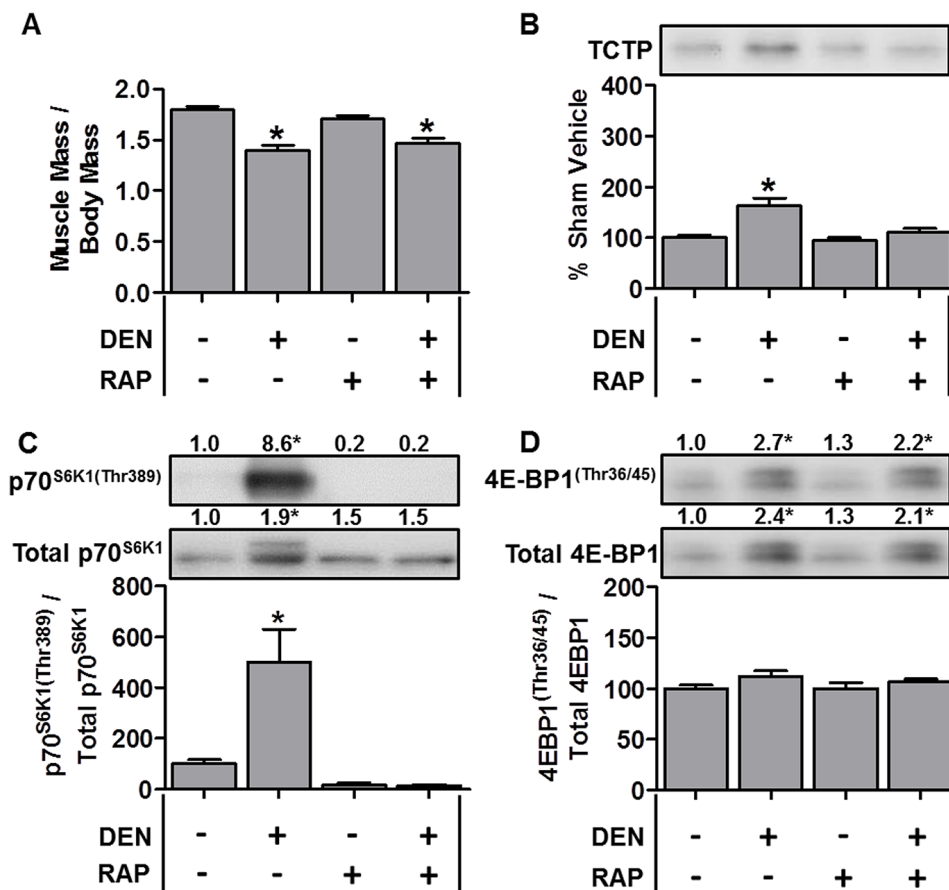 A
Muscle Mass /
Body Mass
2.0
1.5
1.0
0.5
0.0
* *
DEN - + - +
RAP - - + +
B
TCTP
% Sham Vehicle
400
300
200
100
0
*
DEN - + - +
RAP - - + +
C
1.0 8.6* 0.2 0.2
p70S6K1(Thr389)
1.0 1.9* 1.5 1.5
Total p70S6K1
p70S6K1(Thr389) /
Total p70S6K1
800
600
400
200
0
*
DEN - + - +
RAP - - + +
D
1.0 2.7* 1.3 2.2*
4E-BP1(Thr36/45)
1.0 2.4* 1.3 2.1*
Total 4E-BP1
4EBP1(Thr36/45) /
Total 4EBP1
200
150
100
50
0
DEN - + - +
RAP - - + +